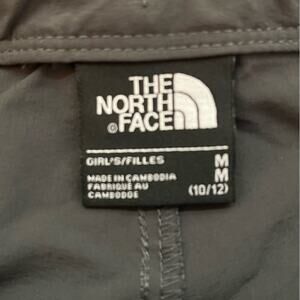 THE
NORTH
®FACE
GIRL'S/FILLES M
MADE IN CAMBODIA M
FABRIQUÉ AU (10/12)
CAMBODGE